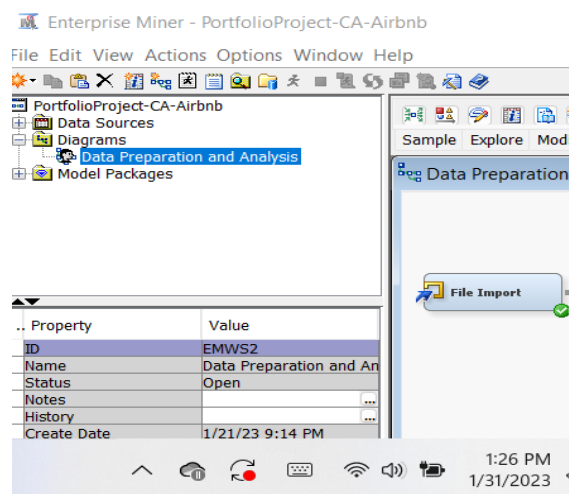 Enterprise Miner - PortfolioProject-CA-Airbnb
File Edit View Actions Options Window Help
PortfolioProject-CA-Airbnb
Data Sources
Diagrams
Data Preparation and Analysis
Model Packages
Sample Explore Mod
Data Preparation
File Import
.. Property Value
ID EMWS2
Name Data Preparation and An
Status Open
Notes ...
History ...
Create Date 1/21/23 9:14 PM
1:26 PM
1/31/2023